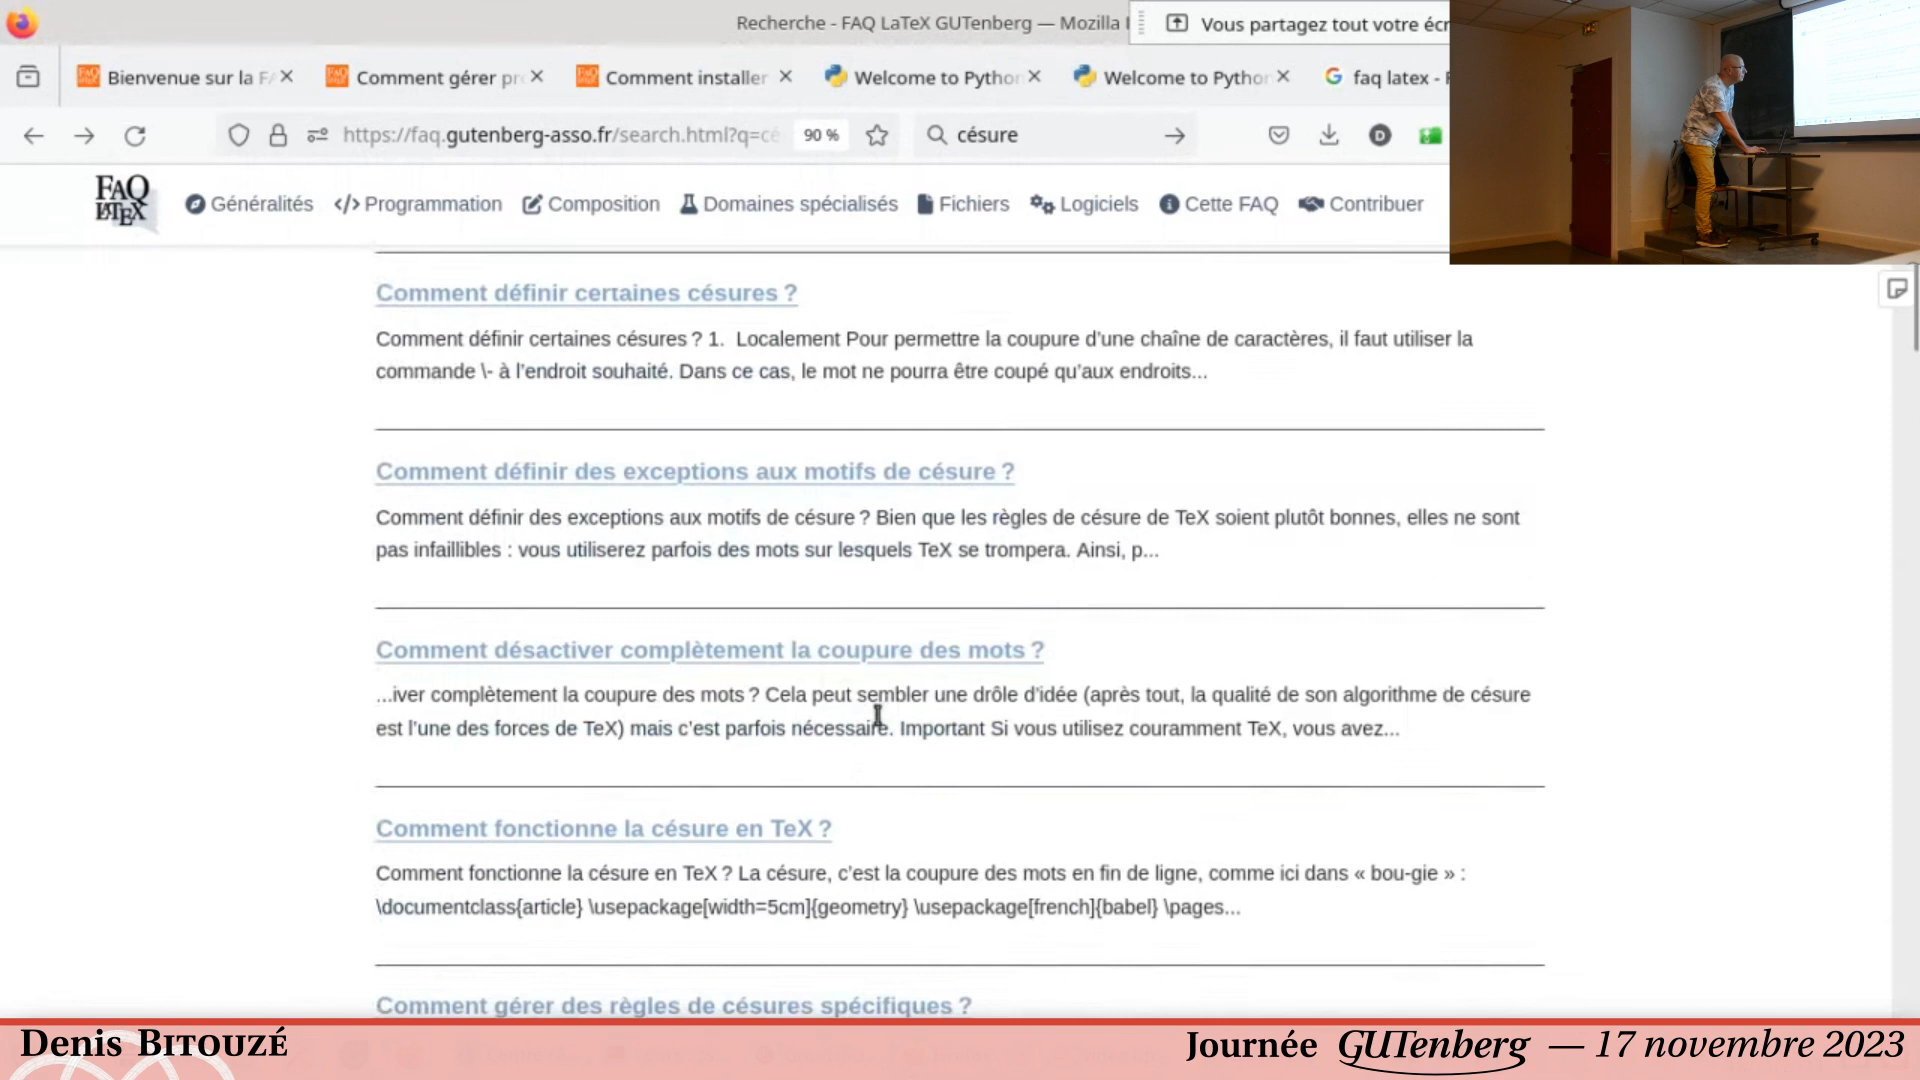 Recherche - FAQ LaTeX GUTenberg — Mozilla
Vous partagez tout votre écr
Bienvenue sur la FA
Comment gérer pr
Comment installer
Welcome to Python
Welcome to Python
faq latex -
https://faq.gutenberg-asso.fr/search.html?q=cé
90 %
césure
FAQ LATEX
Généralités
Programmation
Composition
Domaines spécialisés
Fichiers
Logiciels
Cette FAQ
Contribuer
Comment définir certaines césures ?
Comment définir certaines césures ? 1. Localement Pour permettre la coupure d’une chaîne de caractères, il faut utiliser la
commande \- à l’endroit souhaité. Dans ce cas, le mot ne pourra être coupé qu’aux endroits...
Comment définir des exceptions aux motifs de césure ?
Comment définir des exceptions aux motifs de césure ? Bien que les règles de césure de TeX soient plutôt bonnes, elles ne sont
pas infaillibles : vous utiliserez parfois des mots sur lesquels TeX se trompera. Ainsi, p...
Comment désactiver complètement la coupure des mots ?
...iver complètement la coupure des mots ? Cela peut sembler une drôle d’idée (après tout, la qualité de son algorithme de césure
est l’une des forces de TeX) mais c’est parfois nécessaire. Important Si vous utilisez couramment TeX, vous avez...
Comment fonctionne la césure en TeX ?
Comment fonctionne la césure en TeX ? La césure, c’est la coupure des mots en fin de ligne, comme ici dans « bou-gie » :
\documentclass{article} \usepackage[width=5cm]{geometry} \usepackage[french]{babel} \pages...
Comment gérer des règles de césures spécifiques ?
Denis BITOUZÉ
Journée GUTenberg — 17 novembre 2023